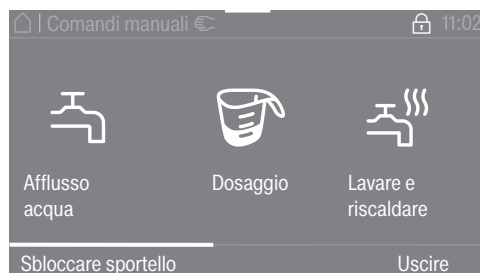 | Comandi manuali 11:02
Afflusso
acqua
Dosaggio
Lavare e
riscaldare
Sbloccare sportello
Uscire